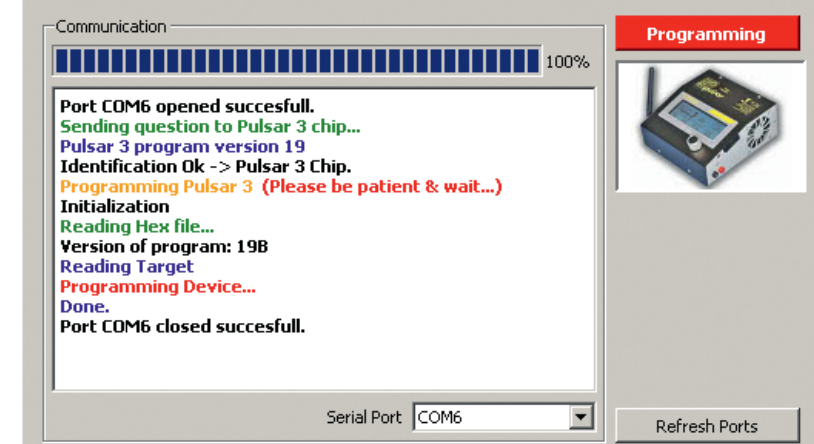 Communication
100%
Programming
Port COM6 opened succesfull.
Sending question to Pulsar 3 chip...
Pulsar 3 program version 19
Identification Ok -> Pulsar 3 Chip.
Programming Pulsar 3 (Please be patient & wait...)
Initialization
Reading Hex file...
Version of program: 19B
Reading Target
Programming Device...
Done.
Port COM6 closed succesfull.
Serial Port COM6
Refresh Ports